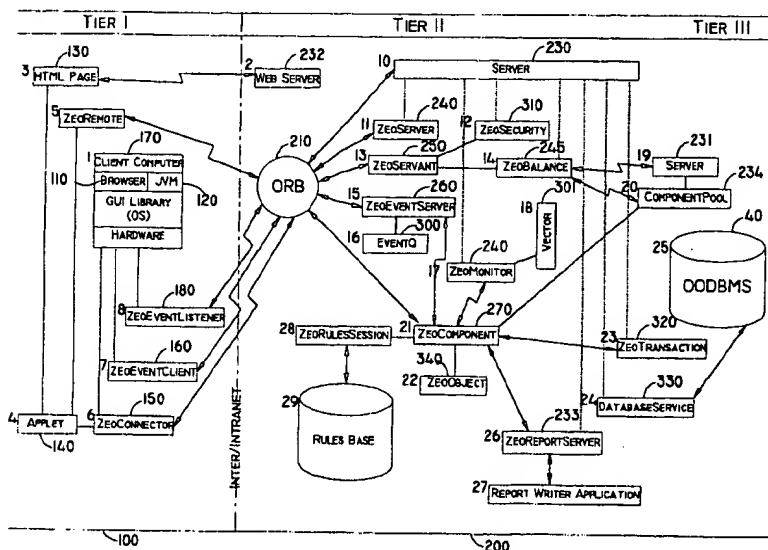 TIER I
TIER II
TIER III
130
3 HTML PAGE
2 232
WEB SERVER
10 230
SERVER
5 ZEOREMOTE
170
1 CLIENT COMPUTER
110 BROWSER JVM 120
GUI LIBRARY
(OS)
HARDWARE
210
ORB
11 240
ZEOSERVER
12 310
ZEOSECURITY
13 250
ZEOSERVANT
14 245
ZEOBALANCE
19 231
SERVER
20 234
COMPONENTPOOL
15 260
ZEOEVENTSERVER
16 300
EVENTQ
301
18 VECTOR
17 240
ZEOMONITOR
40
25
OODBMS
180
8 ZEOEVENTLISTENER
28 ZEORULESSESSION
21 270
ZEOCOMPONENT
320
23 ZEOTRANSACTION
160
7 ZEOEVENTCLIENT
340
22 ZEOOBJECT
330
24 DATABASESERVICE
150
4 APPLET
140
6 ZEOCONNECTOR
INTER/INTRANET
29
RULES BASE
233
26 ZEOREPORTSERVER
27 REPORT WRITER APPLICATION
100
200